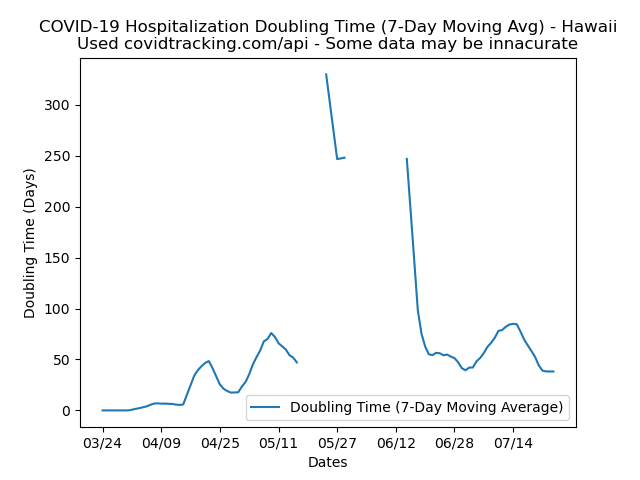 COVID-19 Hospitalization Doubling Time (7-Day Moving Avg) - Hawaii
Used covidtracking.com/api - Some data may be innacurate
Doubling Time (Days)
300
250
200
150
100
50
0
Doubling Time (7-Day Moving Average)
03/24 04/09 04/25 05/11 05/27 06/12 06/28 07/14
Dates